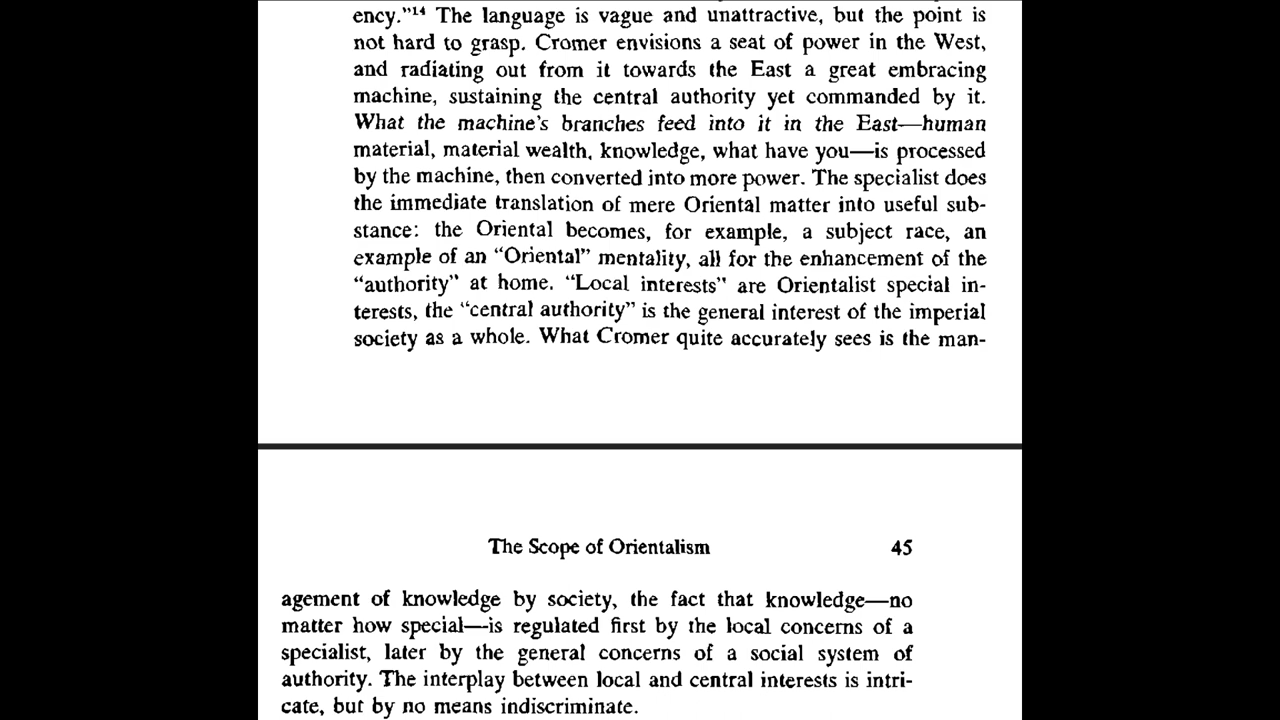 ency."¹⁴ The language is vague and unattractive, but the point is
not hard to grasp. Cromer envisions a seat of power in the West,
and radiating out from it towards the East a great embracing
machine, sustaining the central authority yet commanded by it.
What the machine's branches feed into it in the East—human
material, material wealth, knowledge, what have you—is processed
by the machine, then converted into more power. The specialist does
the immediate translation of mere Oriental matter into useful sub-
stance: the Oriental becomes, for example, a subject race, an
example of an "Oriental" mentality, all for the enhancement of the
"authority" at home. "Local interests" are Orientalist special in-
terests, the "central authority" is the general interest of the imperial
society as a whole. What Cromer quite accurately sees is the man-
The Scope of Orientalism 45
agement of knowledge by society, the fact that knowledge—no
matter how special—is regulated first by the local concerns of a
specialist, later by the general concerns of a social system of
authority. The interplay between local and central interests is intri-
cate, but by no means indiscriminate.